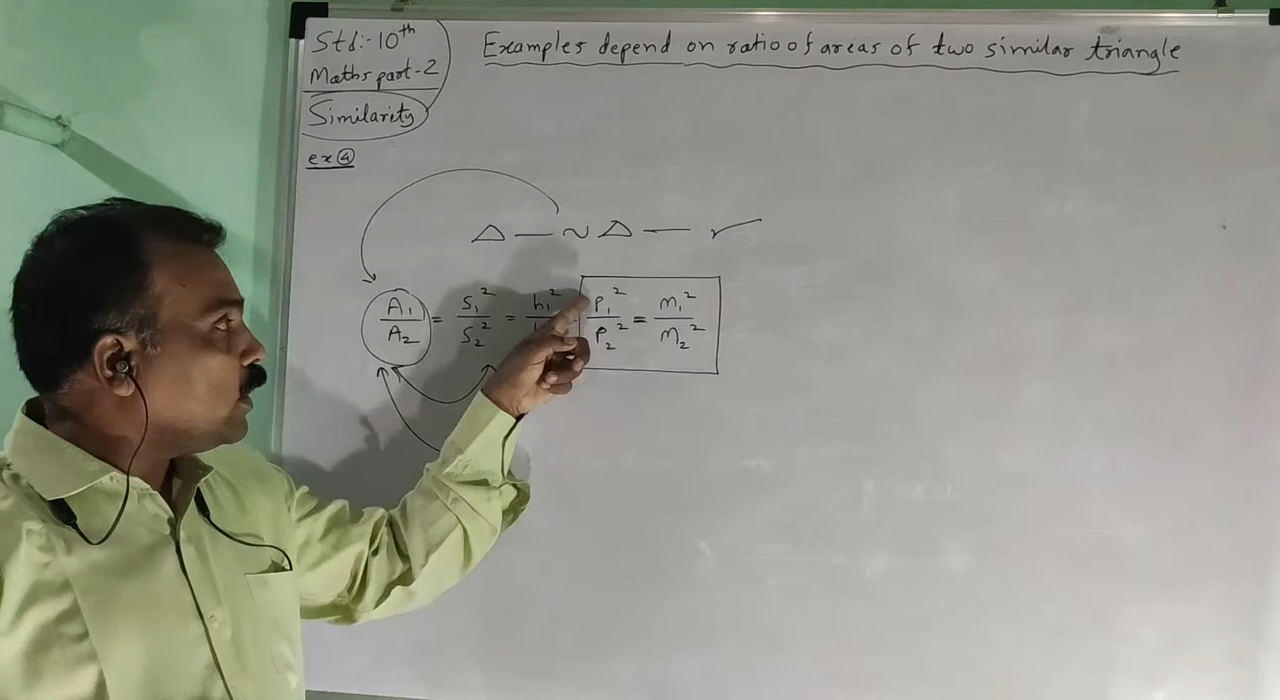 Std:- 10th
Maths part-2
Similarity
Examples depend on ratio of areas of two similar triangle
ex ④
△ — ~ △ — ✓
A₁/A₂ = S₁²/S₂² = h₁² P₁²/P₂² = m₁²/m₂²